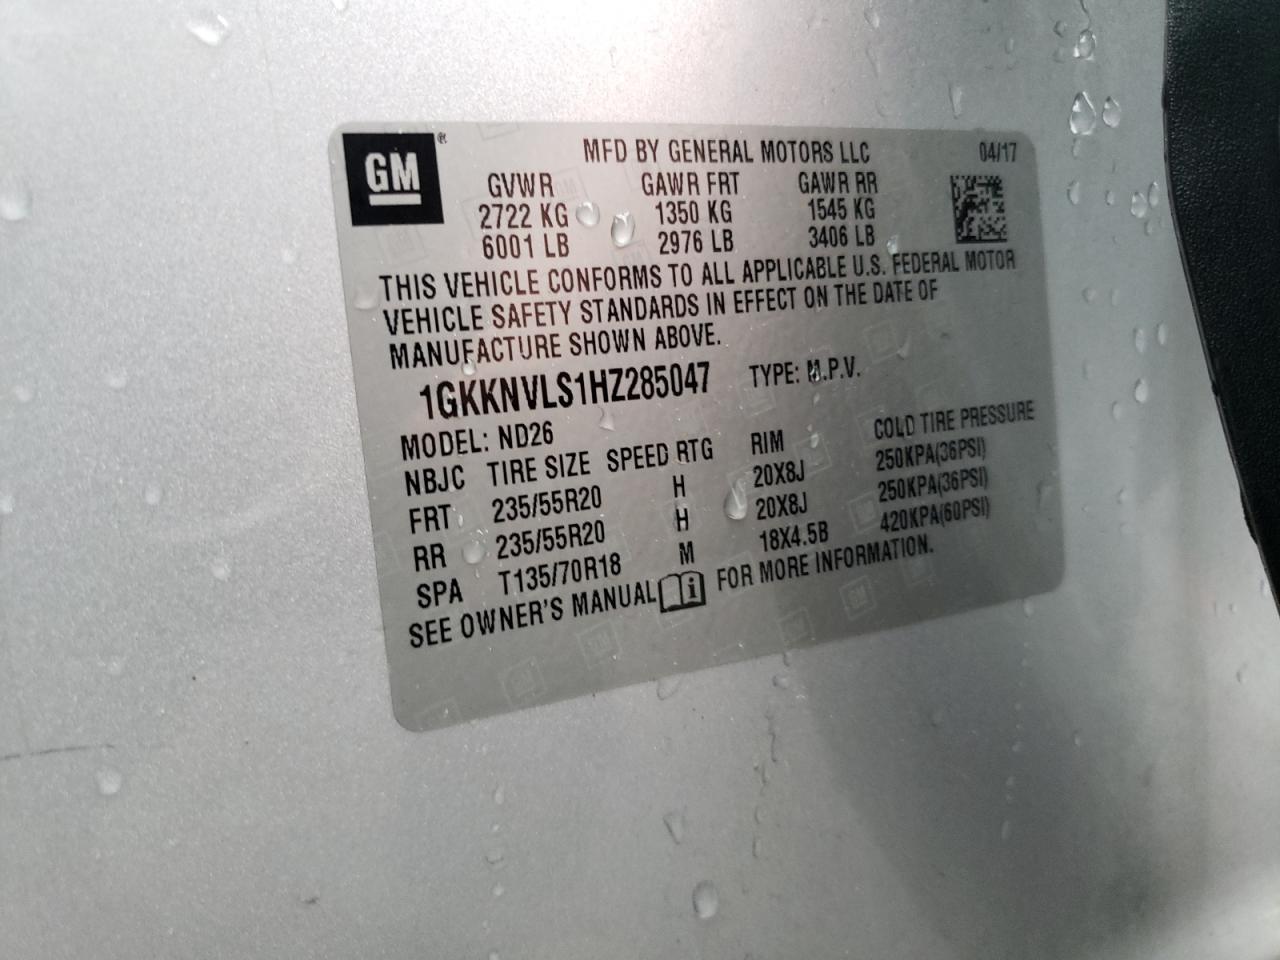 GM®
MFD BY GENERAL MOTORS LLC 04/17
GVWR GAWR FRT GAWR RR
2722 KG 1350 KG 1545 KG
6001 LB 2976 LB 3406 LB
THIS VEHICLE CONFORMS TO ALL APPLICABLE U.S. FEDERAL MOTOR
VEHICLE SAFETY STANDARDS IN EFFECT ON THE DATE OF
MANUFACTURE SHOWN ABOVE.
1GKKNVLS1HZ285047 TYPE: M.P.V.
MODEL: ND26
NBJC TIRE SIZE SPEED RTG RIM COLD TIRE PRESSURE
FRT 235/55R20 H 20X8J 250KPA(36PSI)
RR 235/55R20 H 20X8J 250KPA(36PSI)
SPA T135/70R18 M 18X4.5B 420KPA(60PSI)
SEE OWNER'S MANUAL i FOR MORE INFORMATION.